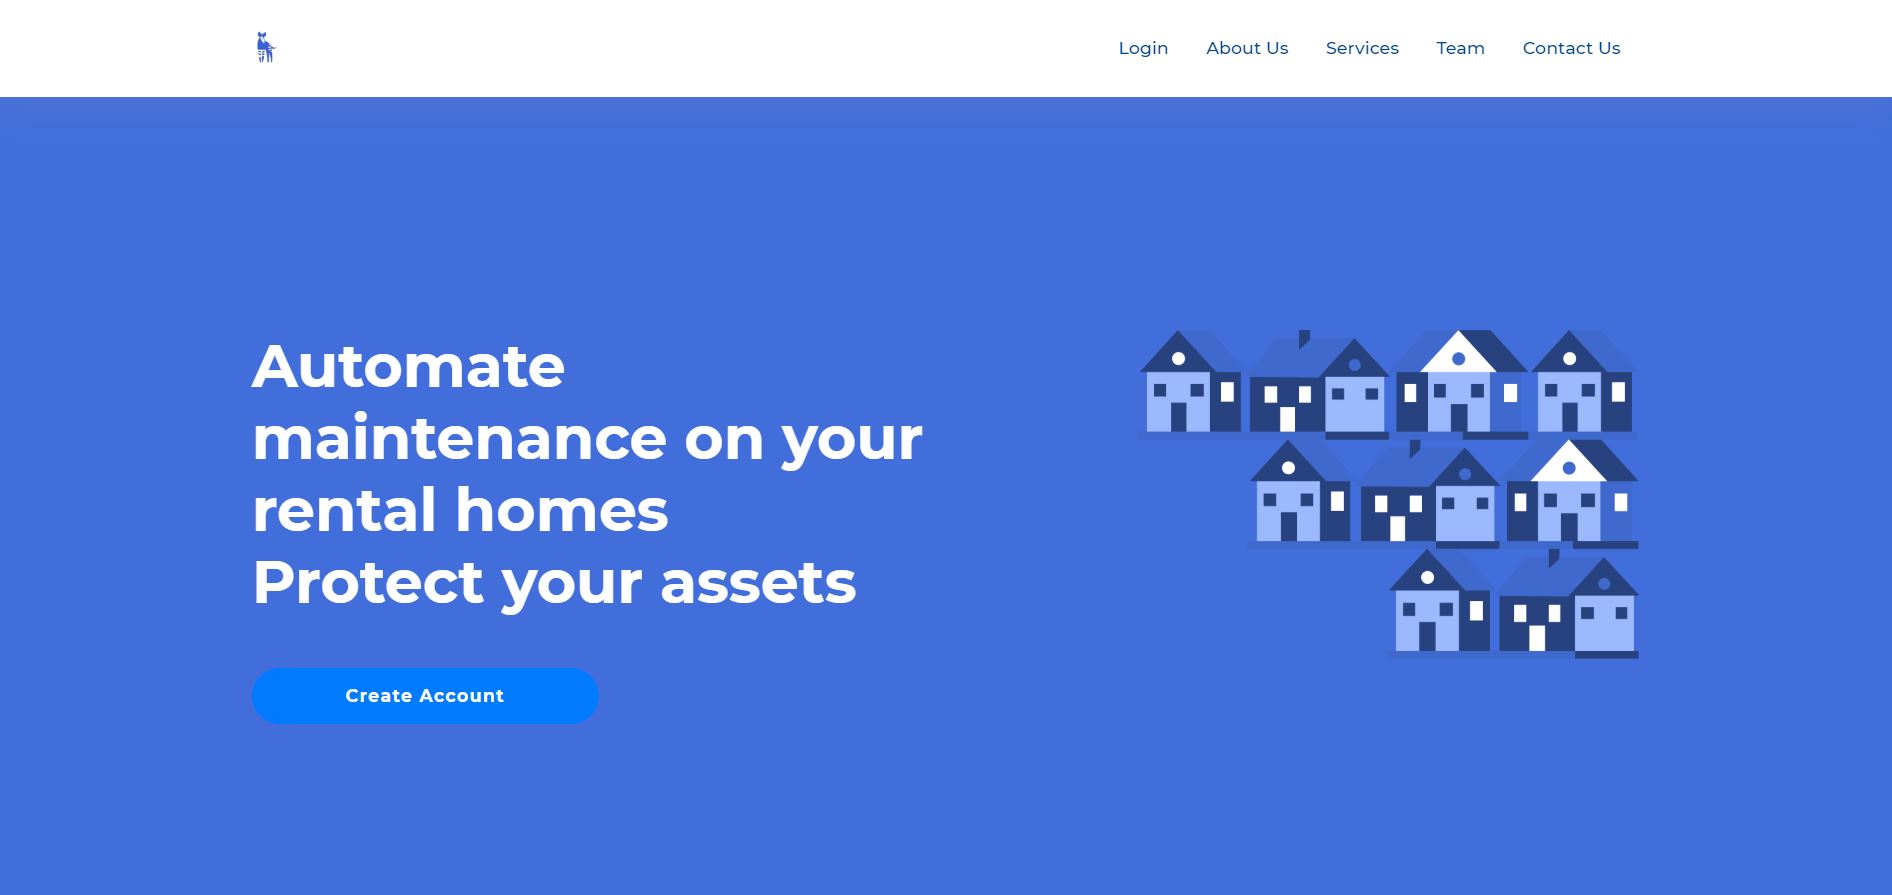 Login
About Us
Services
Team
Contact Us
Automate
maintenance on your
rental homes
Protect your assets
Create Account